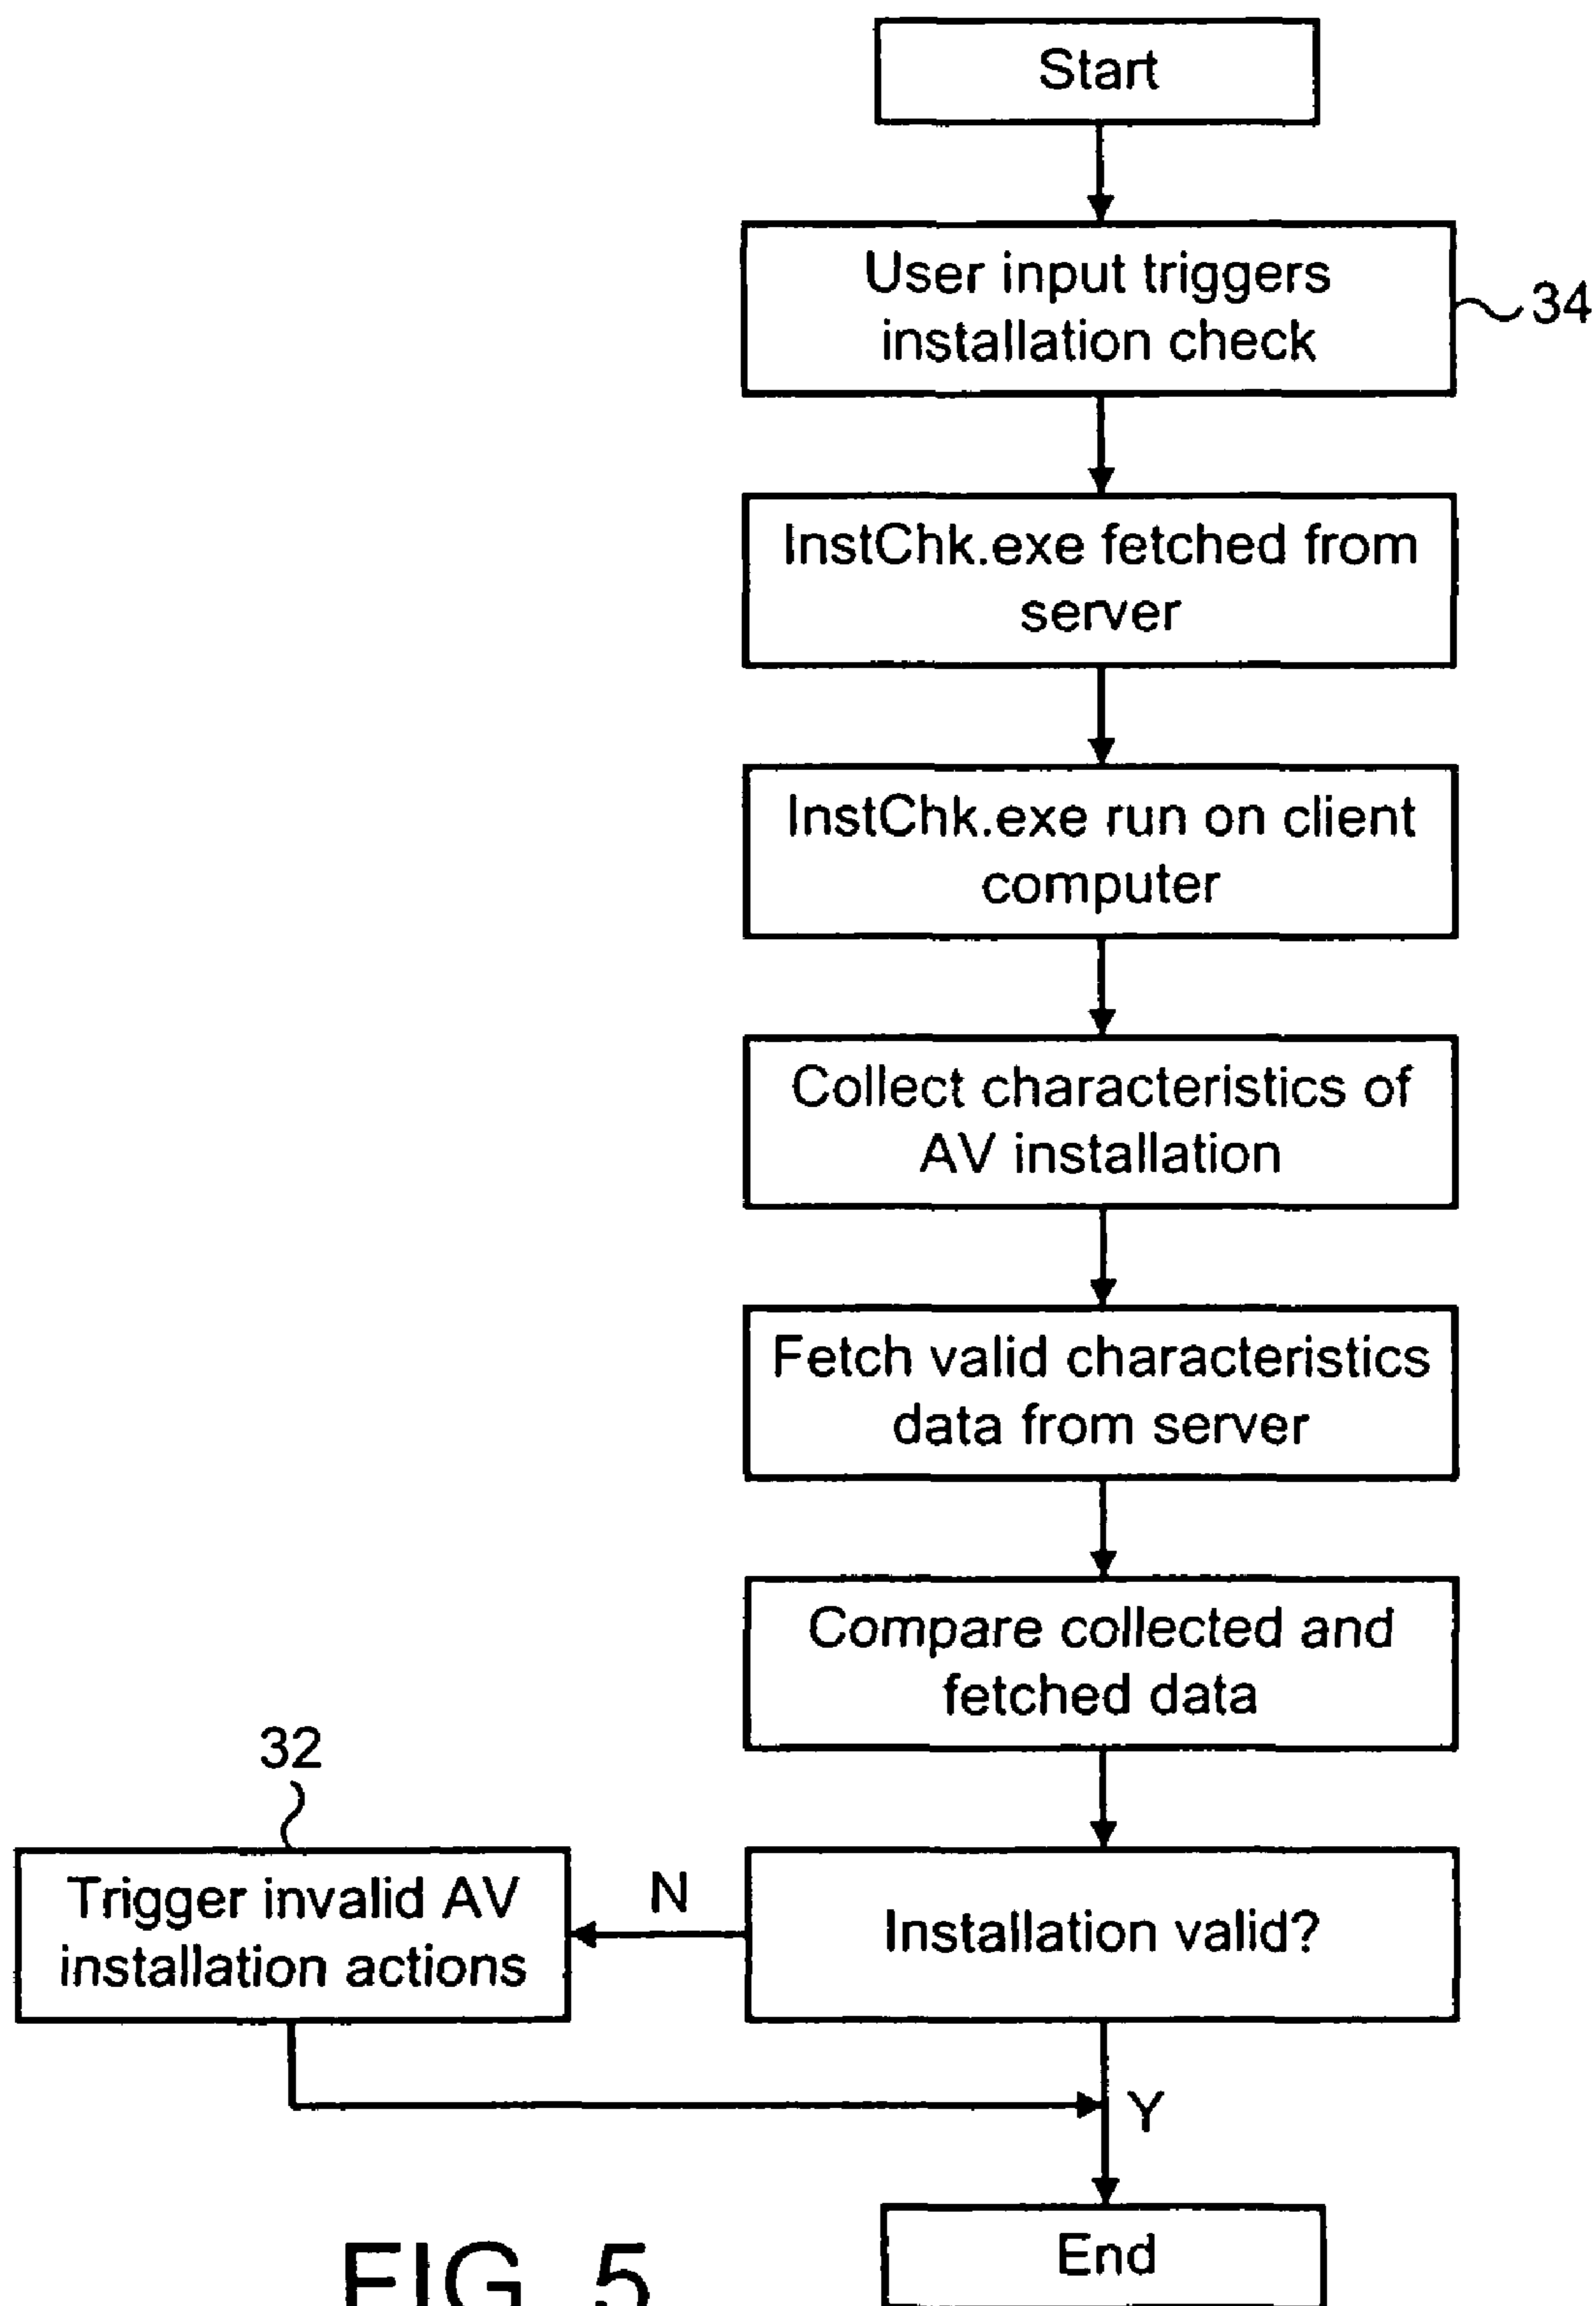 Start
User input triggers
installation check
34
InstChk.exe fetched from
server
InstChk.exe run on client
computer
Collect characteristics of
AV installation
Fetch valid characteristics
data from server
Compare collected and
fetched data
32
Trigger invalid AV
installation actions
N
Installation valid?
Y
End
FIG. 5